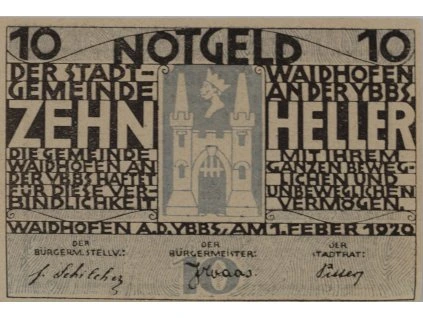 10 NOTGELD 10
DER STADT- WAIDHOFEN
GEMEINDE AN DER YBBS
ZEHN HELLER
DIE GEMEINDE MIT IHREM
WAIDHOFEN AN GANZEN BEWEG-
DER YBBS HAFTET LICHEN UND
FÜR DIESE VER- UNBEWEGLICHEN
BINDLICHKEIT VERMÖGEN.
WAIDHOFEN A.D. YBBS, AM 1. FEBER 1920
DER DER DER
BÜRGERM. STELLV.: BÜRGERMEISTER: STADTRAT:
10